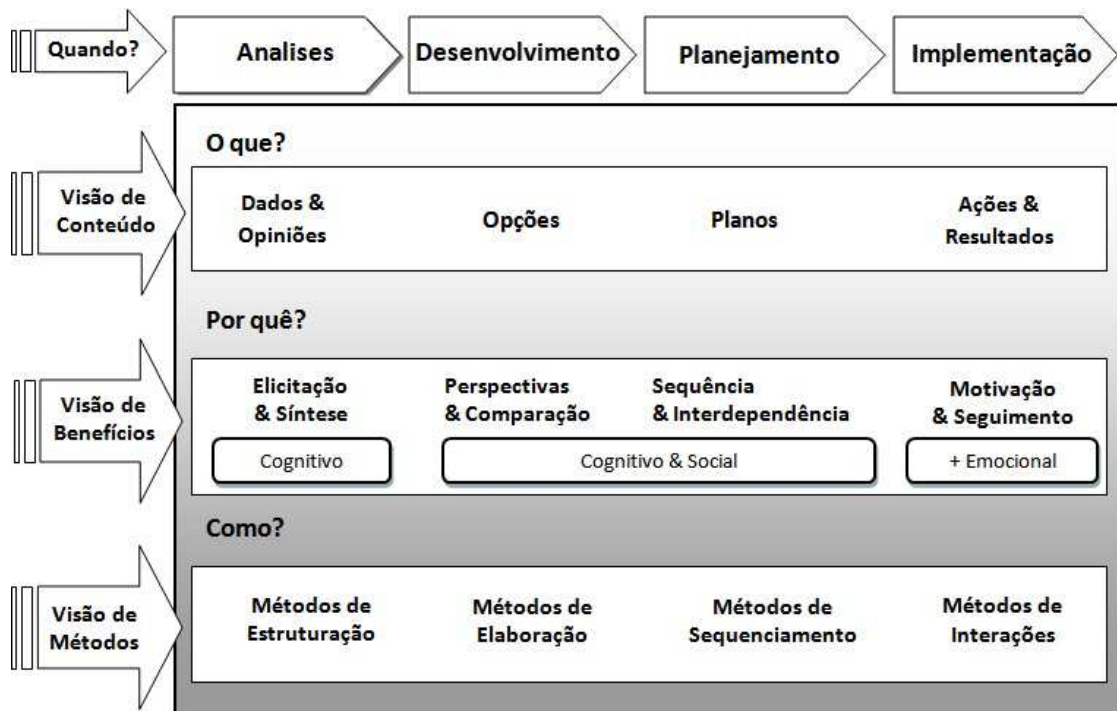 Quando?
Analises
Desenvolvimento
Planejamento
Implementação
O que?
Visão de
Conteúdo
Dados &
Opiniões
Opções
Planos
Ações &
Resultados
Por quê?
Visão de
Benefícios
Elicitação
& Síntese
Perspectivas
& Comparação
Sequência
& Interdependência
Motivação
& Seguimento
Cognitivo
Cognitivo & Social
+ Emocional
Como?
Visão de
Métodos
Métodos de
Estruturação
Métodos de
Elaboração
Métodos de
Sequenciamento
Métodos de
Interações